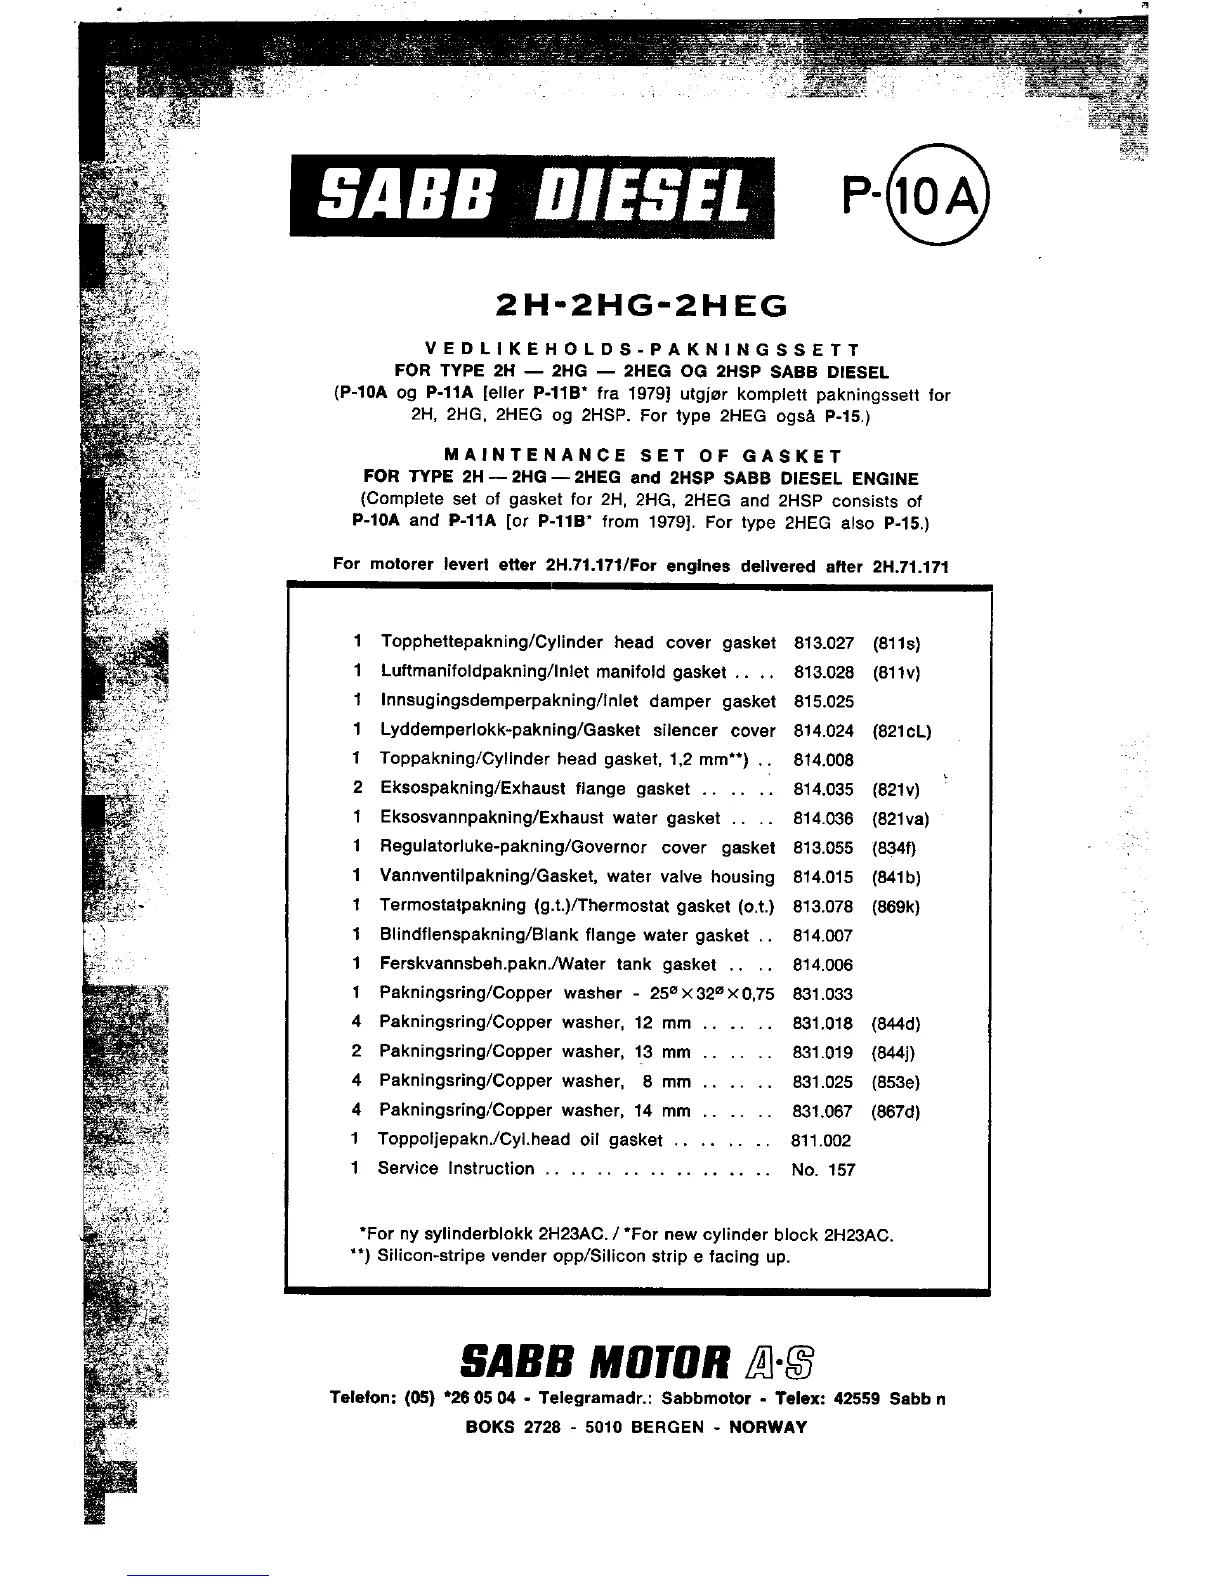 SABB DIESEL
P-10A
2H-2HG-2HEG
VEDLIKEHOLDS-PAKNINGSSETT
FOR TYPE 2H — 2HG — 2HEG OG 2HSP SABB DIESEL
(P-10A og P-11A [eller P-11B* fra 1979] utgjør komplett pakningssett for
2H, 2HG, 2HEG og 2HSP. For type 2HEG også P-15.)
MAINTENANCE SET OF GASKET
FOR TYPE 2H — 2HG — 2HEG and 2HSP SABB DIESEL ENGINE
(Complete set of gasket for 2H, 2HG, 2HEG and 2HSP consists of
P-10A and P-11A [or P-11B* from 1979]. For type 2HEG also P-15.)
For motorer levert etter 2H.71.171/For engines delivered after 2H.71.171
1 Topphettepakning/Cylinder head cover gasket 813.027 (811s)
1 Luftmanifoldpakning/Inlet manifold gasket .. .. 813.028 (811v)
1 Innsugingsdemperpakning/Inlet damper gasket 815.025
1 Lyddemperlokk-pakning/Gasket silencer cover 814.024 (821cL)
1 Toppakning/Cylinder head gasket, 1,2 mm**) .. 814.008
2 Eksospakning/Exhaust flange gasket .. .. .. 814.035 (821v)
1 Eksosvannpakning/Exhaust water gasket .. .. 814.036 (821va)
1 Regulatorluke-pakning/Governor cover gasket 813.055 (834f)
1 Vannventilpakning/Gasket, water valve housing 814.015 (841b)
1 Termostatpakning (g.t.)/Thermostat gasket (o.t.) 813.078 (869k)
1 Blindflenspakning/Blank flange water gasket .. 814.007
1 Ferskvannsbeh.pakn./Water tank gasket .. .. 814.006
1 Pakningsring/Copper washer - 25ø×32ø×0,75 831.033
4 Pakningsring/Copper washer, 12 mm .. .. .. 831.018 (844d)
2 Pakningsring/Copper washer, 13 mm .. .. .. 831.019 (844j)
4 Pakningsring/Copper washer, 8 mm .. .. .. 831.025 (853e)
4 Pakningsring/Copper washer, 14 mm .. .. .. 831.067 (867d)
1 Toppoljepakn./Cyl.head oil gasket .. .. .. .. 811.002
1 Service Instruction .. .. .. .. .. .. .. .. .. No. 157
*For ny sylinderblokk 2H23AC. / *For new cylinder block 2H23AC.
**) Silicon-stripe vender opp/Silicon strip e facing up.
SABB MOTOR A·S
Telefon: (05) *26 05 04 - Telegramadr.: Sabbmotor - Telex: 42559 Sabb n
BOKS 2728 - 5010 BERGEN - NORWAY